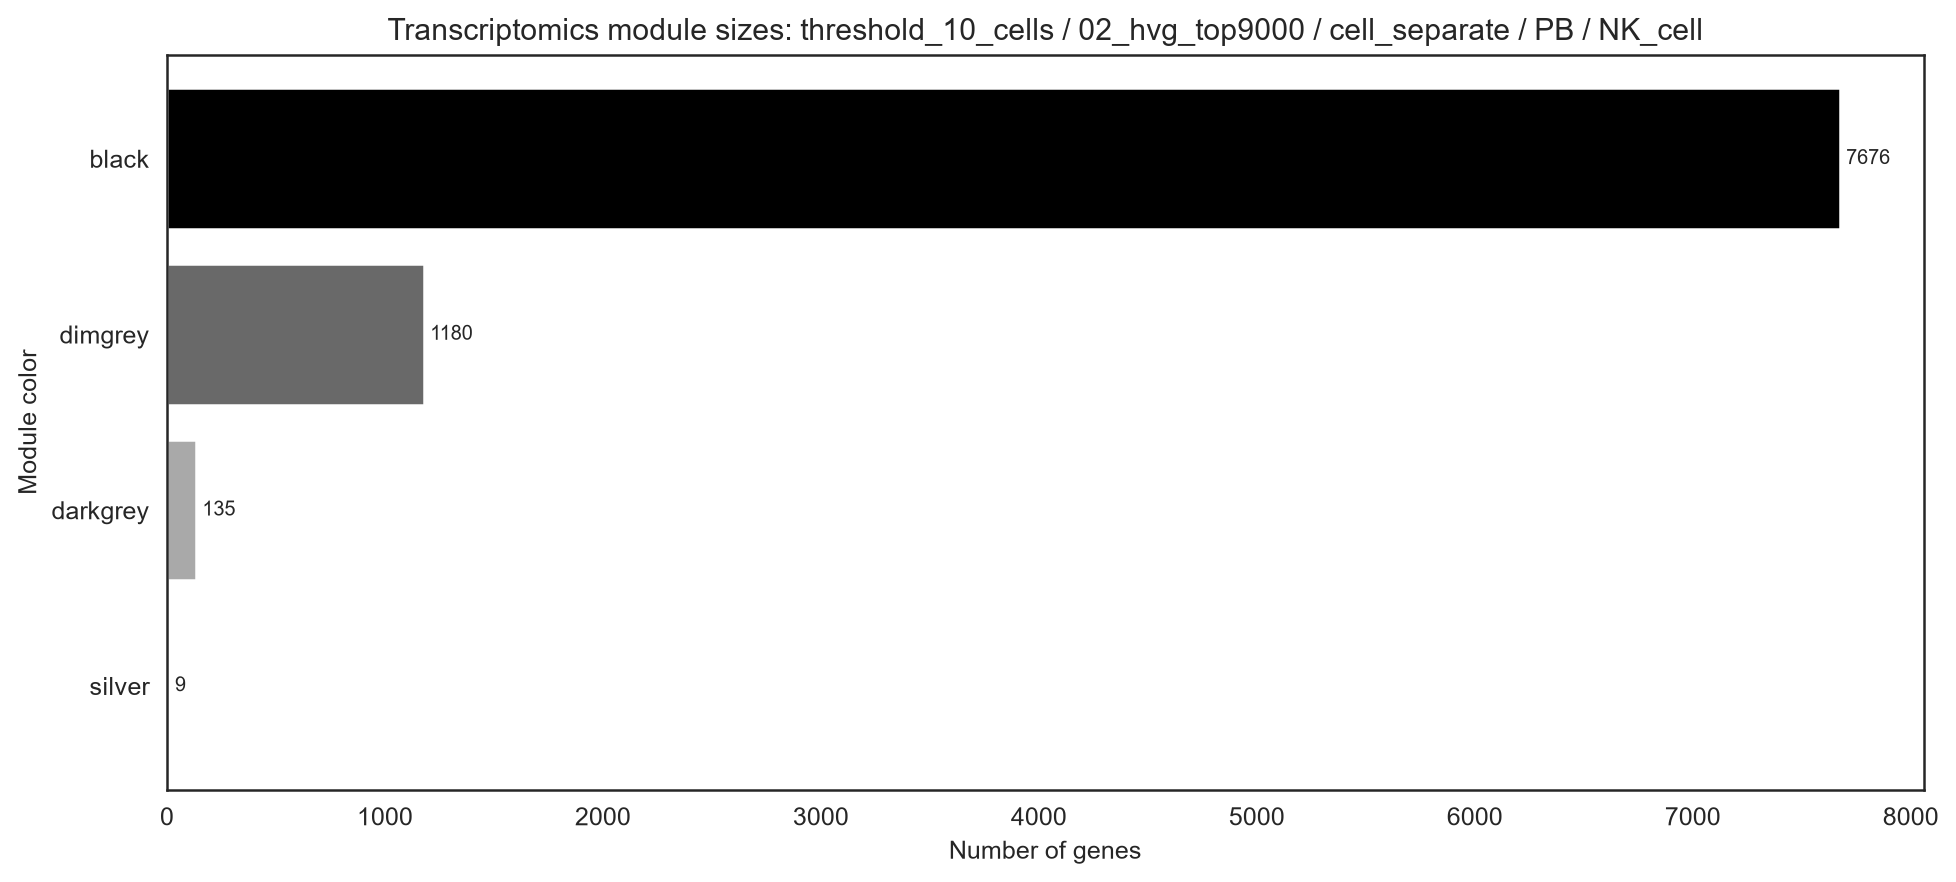 Transcriptomics module sizes: threshold_10_cells / 02_hvg_top9000 / cell_separate / PB / NK_cell
Module color
black
7676
dimgrey
1180
darkgrey
135
silver
9
0 1000 2000 3000 4000 5000 6000 7000 8000
Number of genes